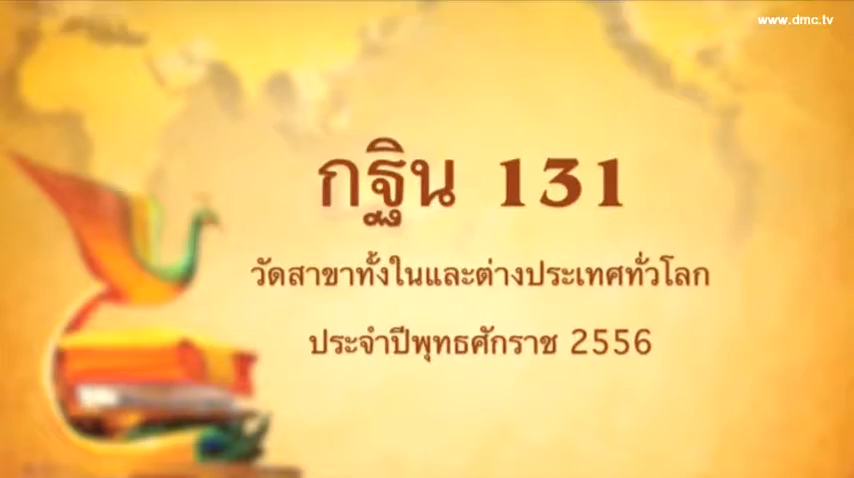 www.dmc.tv
กฐิน 131
วัดสาขาทั้งในและต่างประเทศทั่วโลก
ประจำปีพุทธศักราช 2556